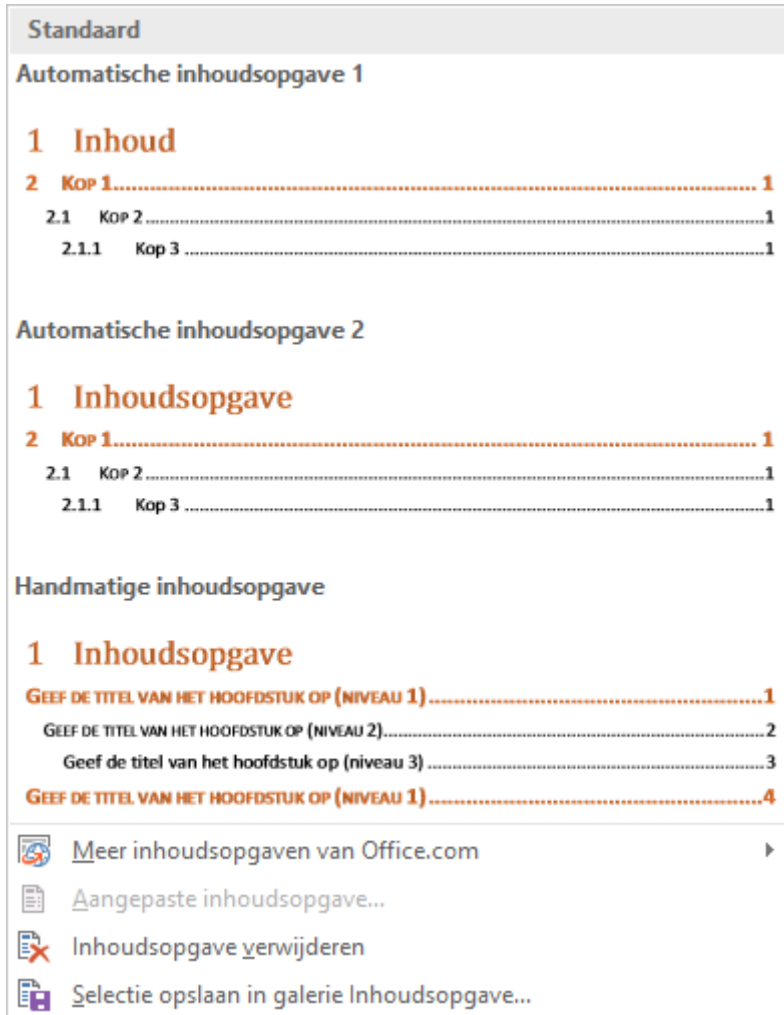 Standaard
Automatische inhoudsopgave 1
1 Inhoud
2 Kop 1............................................................ 1
2.1 Kop 2............................................................1
2.1.1 Kop 3 ............................................................1
Automatische inhoudsopgave 2
1 Inhoudsopgave
2 Kop 1............................................................ 1
2.1 Kop 2............................................................1
2.1.1 Kop 3 ............................................................1
Handmatige inhoudsopgave
1 Inhoudsopgave
Geef de titel van het hoofdstuk op (niveau 1) ..............................1
Geef de titel van het hoofdstuk op (niveau 2)..............................2
Geef de titel van het hoofdstuk op (niveau 3) ..............................3
Geef de titel van het hoofdstuk op (niveau 1) ..............................4
Meer inhoudsopgaven van Office.com
Aangepaste inhoudsopgave...
Inhoudsopgave verwijderen
Selectie opslaan in galerie Inhoudsopgave...